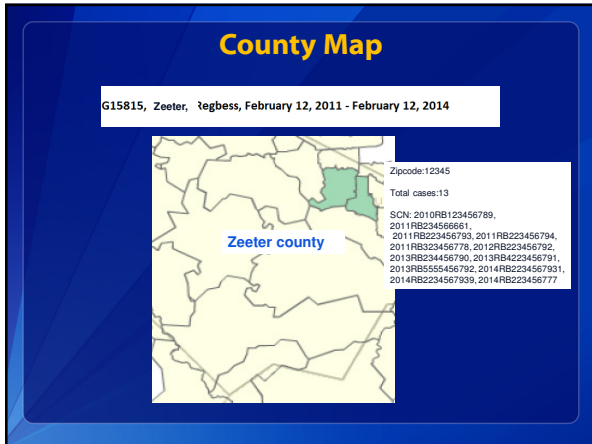 County Map
G15815, Zeeter, Regbess, February 12, 2011 - February 12, 2014
Zipcode:12345
Total cases:13
SCN: 2010RB123456789,
2011RB234566661,
2011RB223456793, 2011RB223456794,
2011RB323456778, 2012RB223456792,
2013RB234456790, 2013RB4223456791,
2013RB5555456792, 2014RB2234567931,
2014RB2234567939, 2014RB223456777
Zeeter county